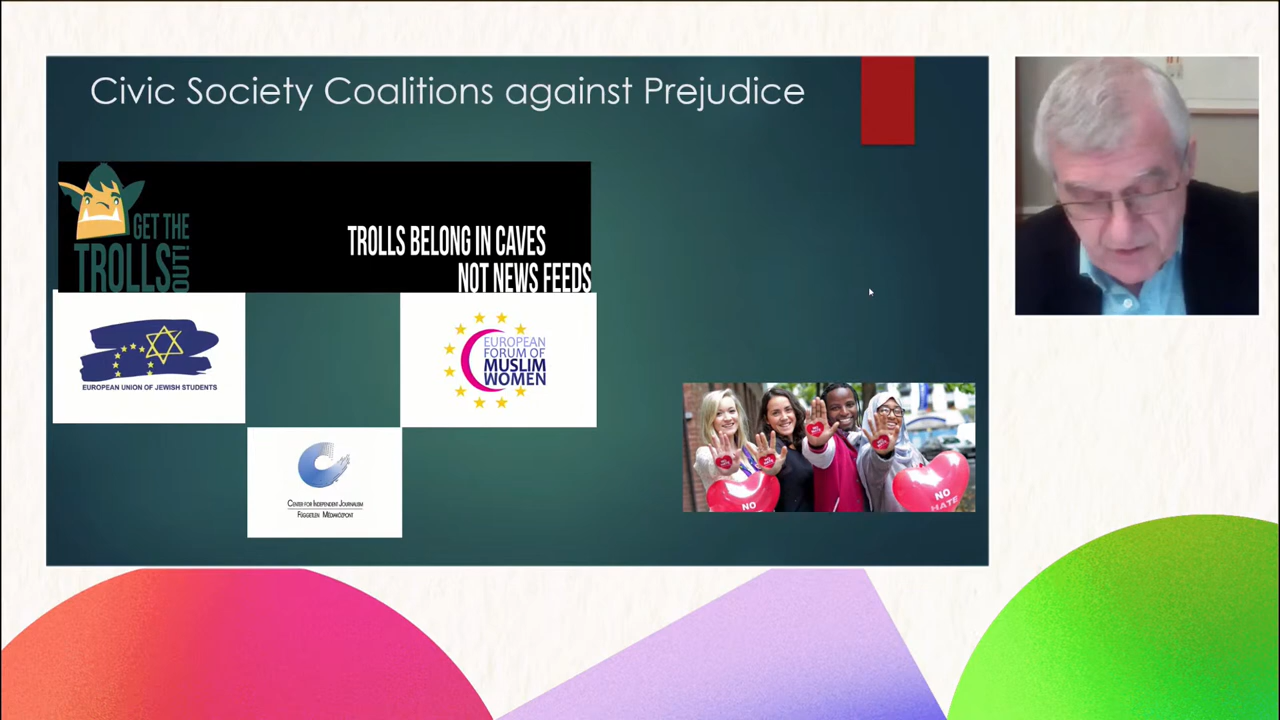 Civic Society Coalitions against Prejudice
GET THE
TROLLS
OUT!
TROLLS BELONG IN CAVES
NOT NEWS FEEDS
EUROPEAN UNION OF JEWISH STUDENTS
EUROPEAN
FORUM OF
MUSLIM
WOMEN
CENTER FOR INDEPENDENT JOURNALISM
FÜGGETLEN MÉDIAKÖZPONT
NO
NO
HATE